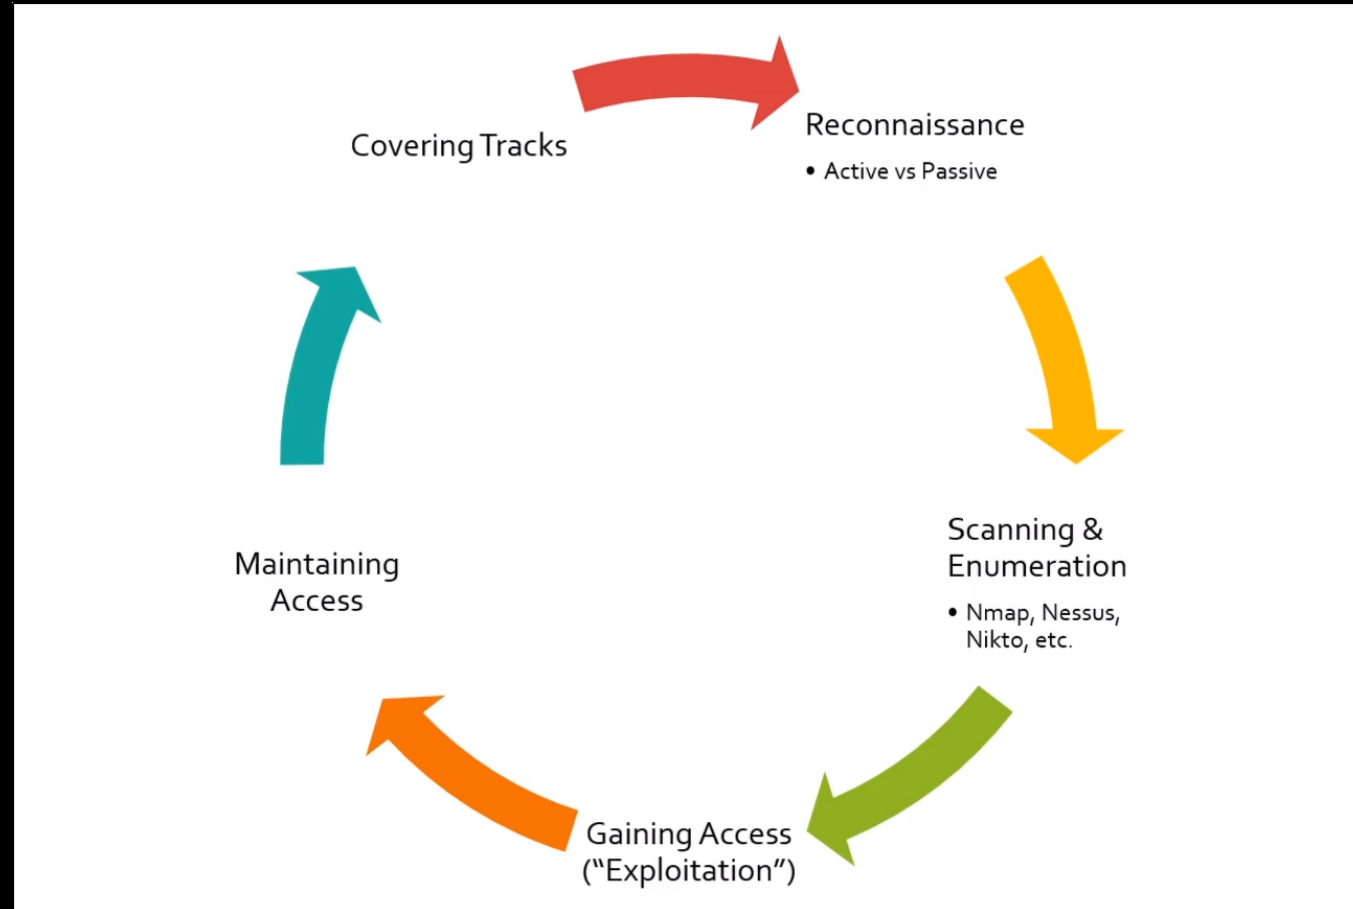 Covering Tracks
Reconnaissance
• Active vs Passive
Scanning &
Enumeration
• Nmap, Nessus,
Nikto, etc.
Gaining Access
(“Exploitation”)
Maintaining
Access